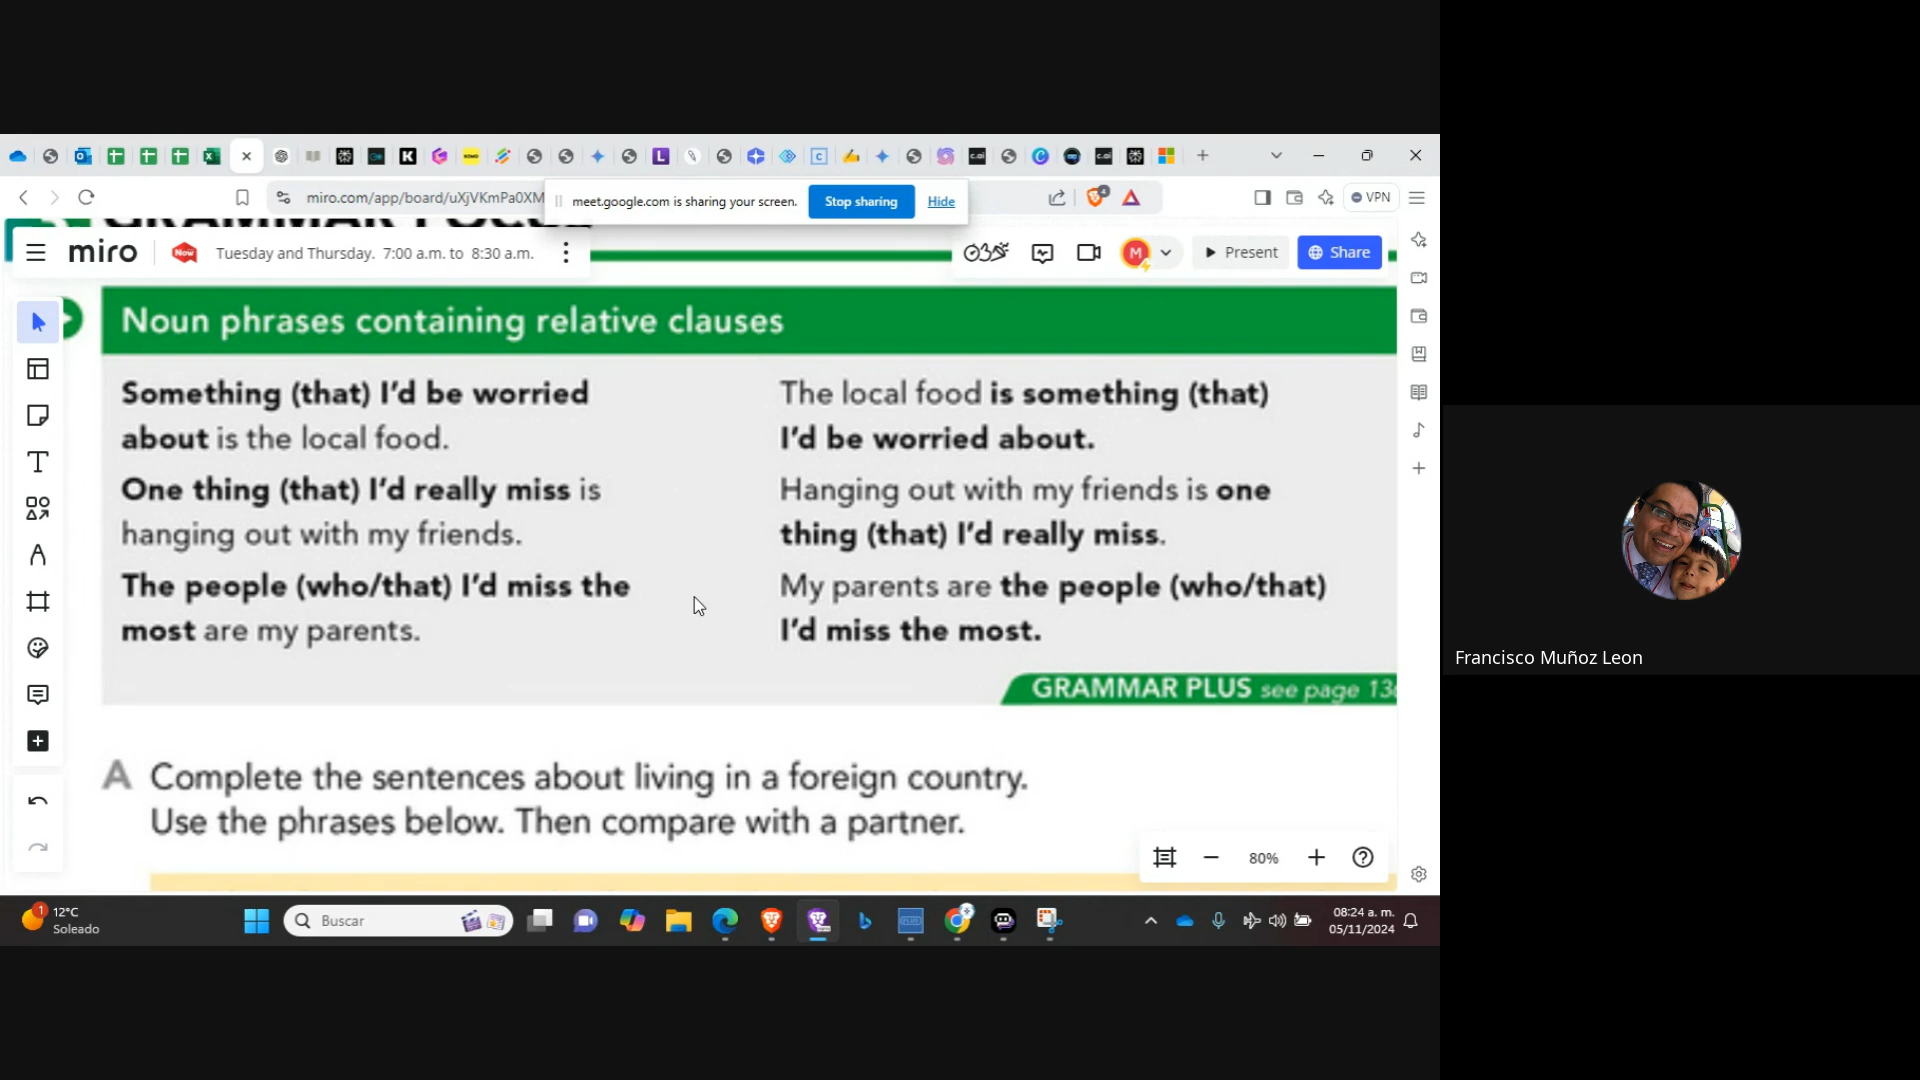 miro.com/app/board/uXjVKmPa0XM
meet.google.com is sharing your screen.
Stop sharing
Hide
VPN
miro
Now
Tuesday and Thursday. 7:00 a.m. to 8:30 a.m.
M
Present
Share
Noun phrases containing relative clauses
Something (that) I'd be worried
about is the local food.
One thing (that) I'd really miss is
hanging out with my friends.
The people (who/that) I'd miss the
most are my parents.
The local food is something (that)
I'd be worried about.
Hanging out with my friends is one
thing (that) I'd really miss.
My parents are the people (who/that)
I'd miss the most.
GRAMMAR PLUS see page
A Complete the sentences about living in a foreign country.
Use the phrases below. Then compare with a partner.
80%
Francisco Muñoz Leon
1
12°C
Soleado
Buscar
08:24 a. m.
05/11/2024